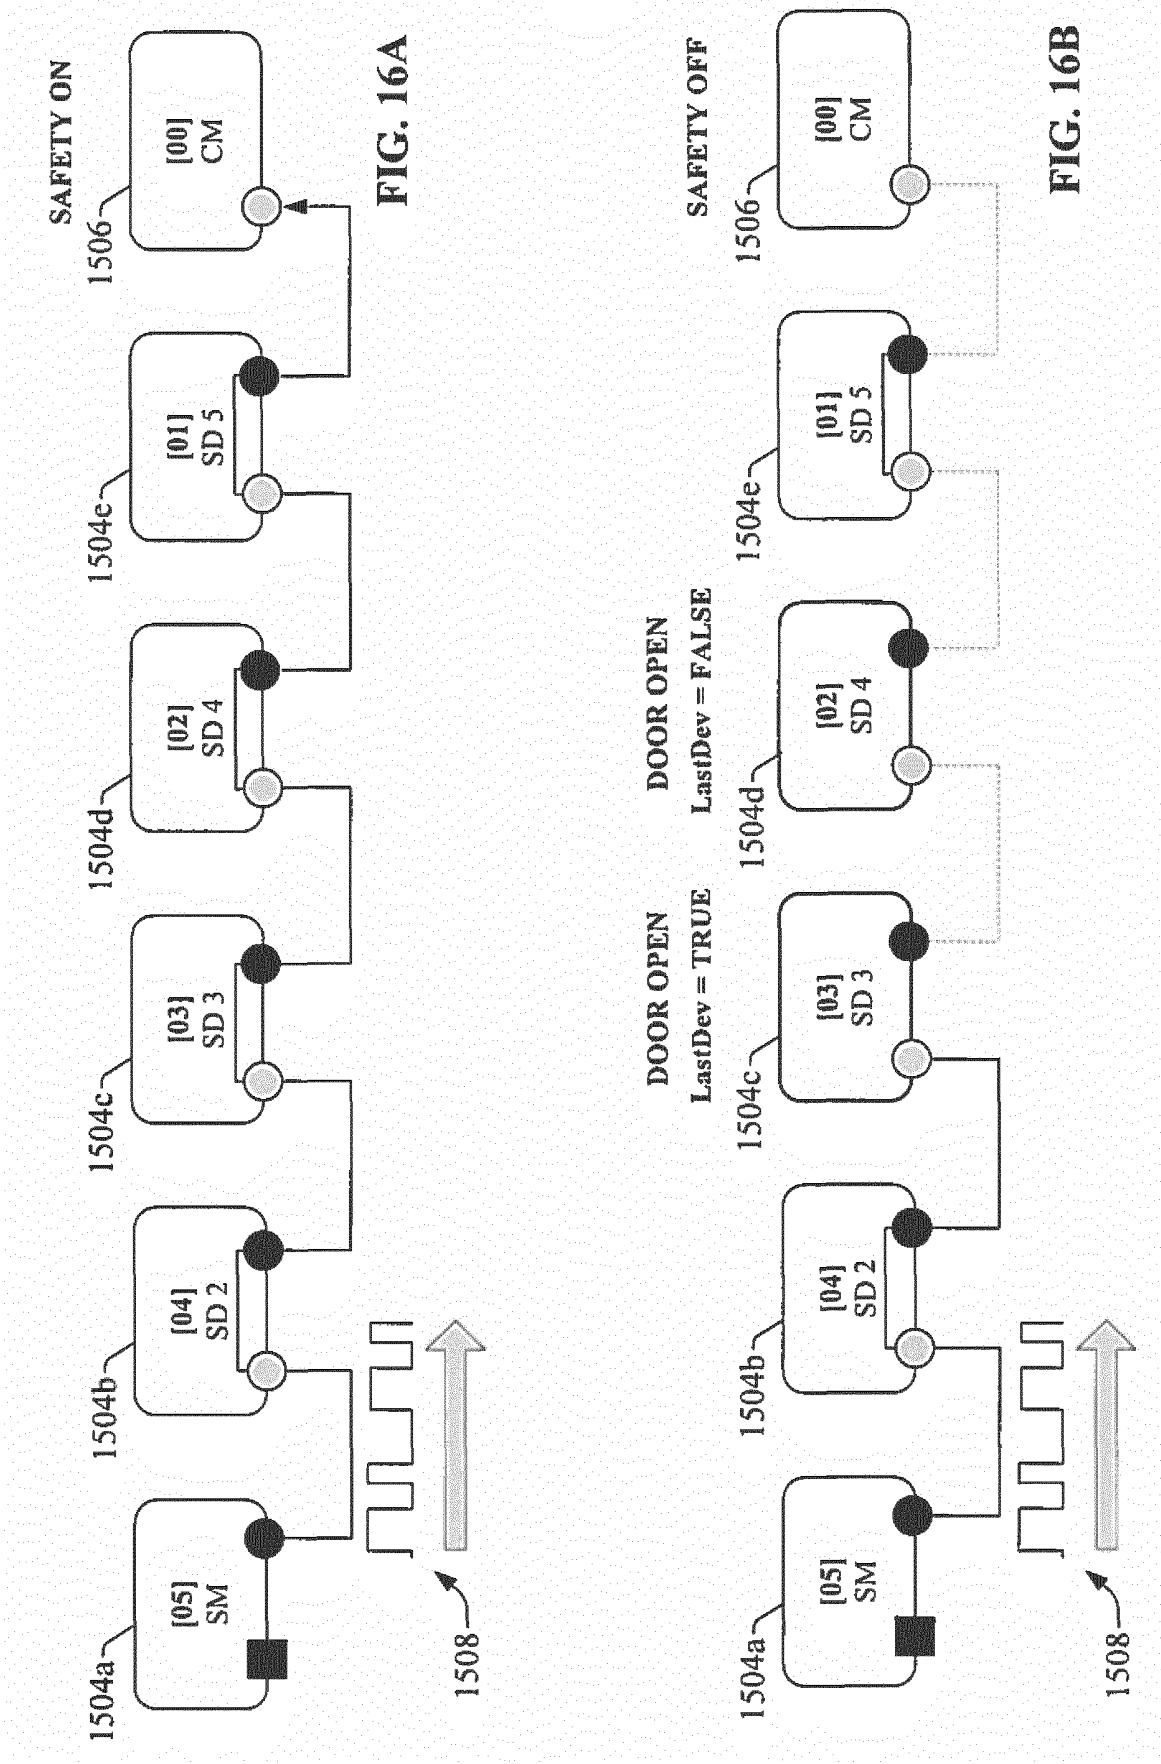 SAFETY ON
1504a
1504b
1504c
1504d
1504e
1506
[05]
SM
[04]
SD 2
[03]
SD 3
[02]
SD 4
[01]
SD 5
[00]
CM
1508
FIG. 16A
SAFETY OFF
DOOR OPEN
LastDev = TRUE
DOOR OPEN
LastDev = FALSE
1504a
1504b
1504c
1504d
1504e
1506
[05]
SM
[04]
SD 2
[03]
SD 3
[02]
SD 4
[01]
SD 5
[00]
CM
1508
FIG. 16B